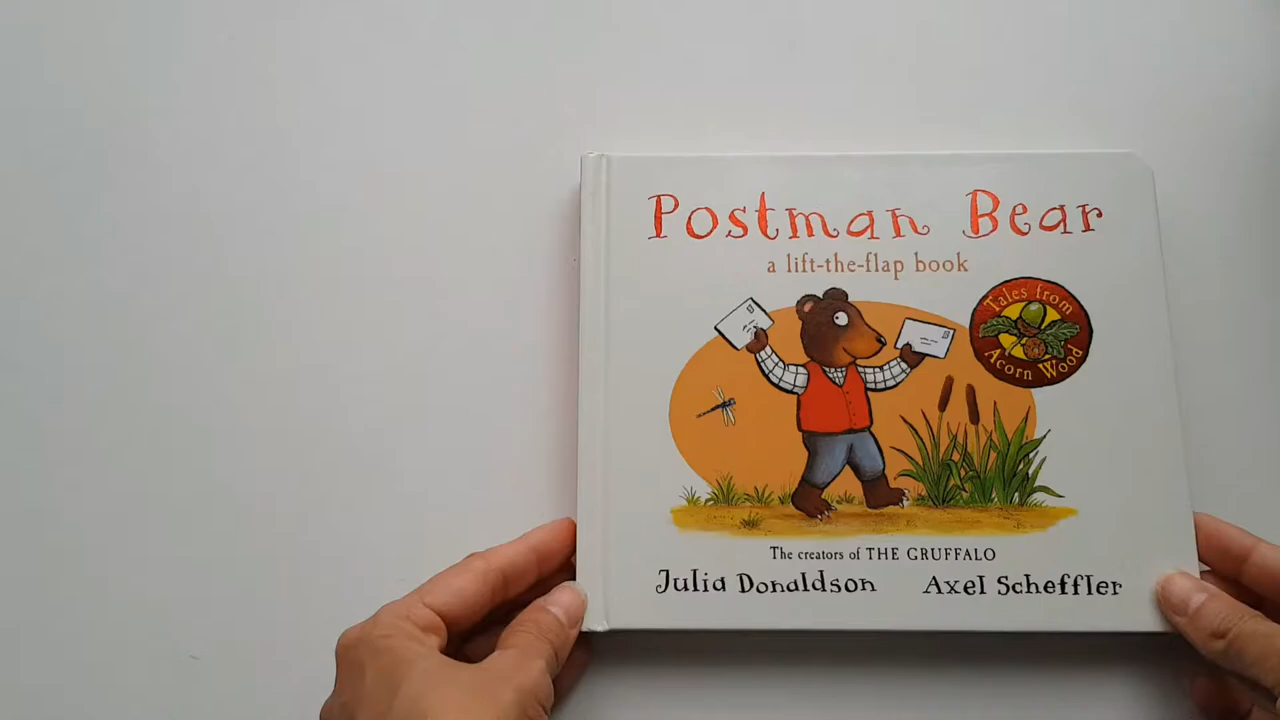 Postman Bear
a lift-the-flap book
Tales from
Acorn Wood
The creators of THE GRUFFALO
Julia Donaldson Axel Scheffler